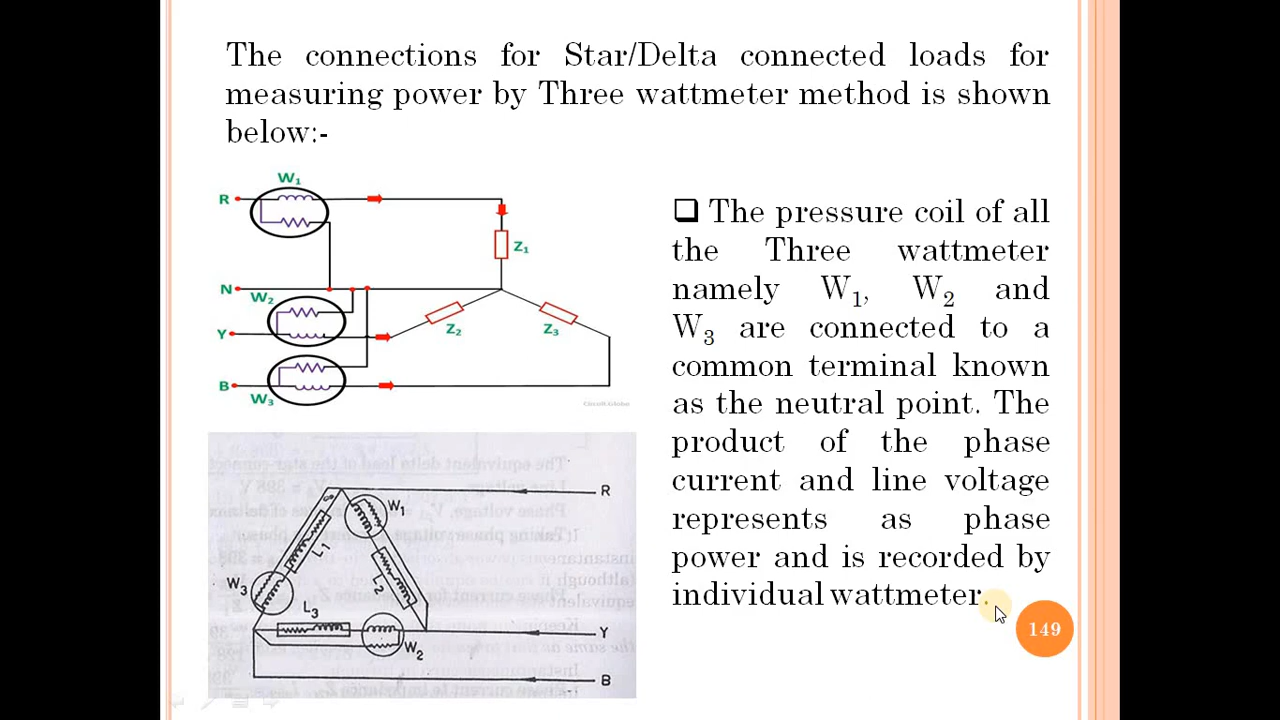 The connections for Star/Delta connected loads for
measuring power by Three wattmeter method is shown
below:-
W1
R
Z1
N
W2
Y
Z2
Z3
B
W3
Circuit Globe
❑ The pressure coil of all
the Three wattmeter
namely W1, W2 and
W3 are connected to a
common terminal known
as the neutral point. The
product of the phase
current and line voltage
represents as phase
power and is recorded by
individual wattmeter.
R
W1
L1
L2
W3
L3
Y
W2
B
149